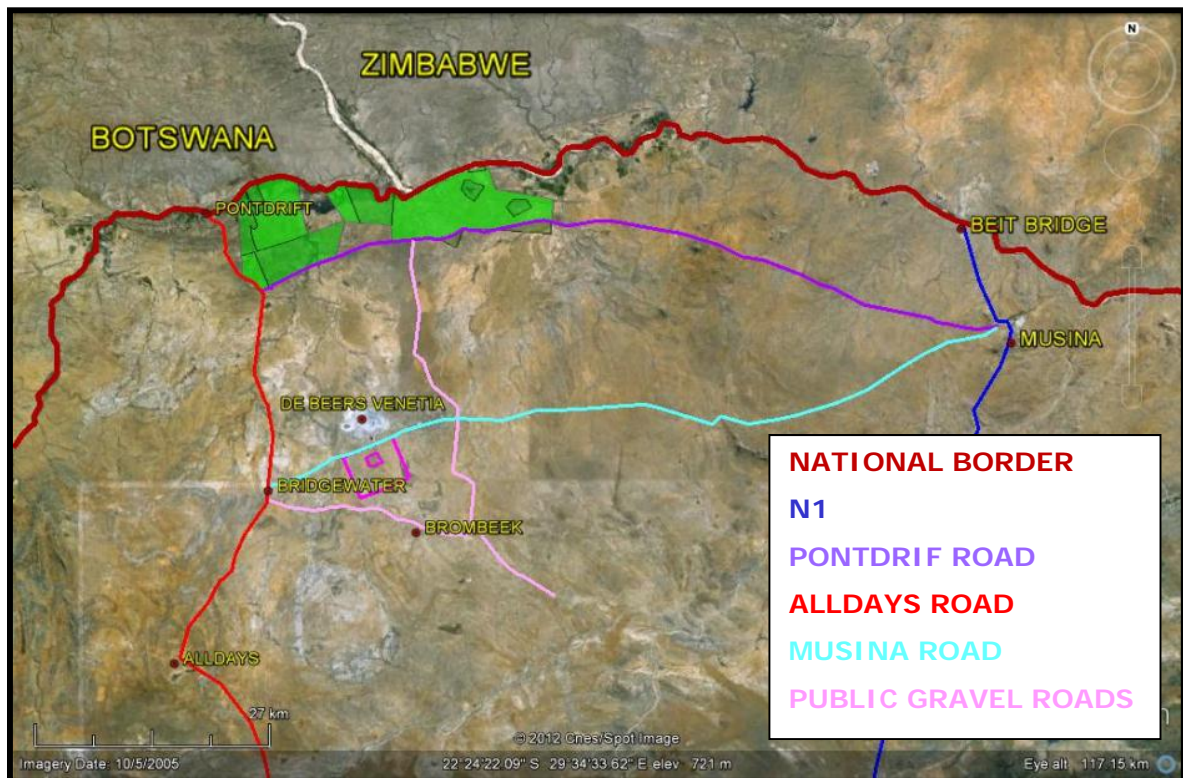 N
ZIMBABWE
BOTSWANA
PONTDRIFT
BEIT BRIDGE
MUSINA
DE BEERS VENETIA
BRIDGEWATER
BROMBEEK
ALLDAYS
NATIONAL BORDER
N1
PONTDRIF ROAD
ALLDAYS ROAD
MUSINA ROAD
PUBLIC GRAVEL ROADS
27 km
© 2012 Cnes/Spot Image
Imagery Date: 10/5/2005 22°24'22.09" S 29°34'33.62" E elev 721 m Eye alt 117.15 km